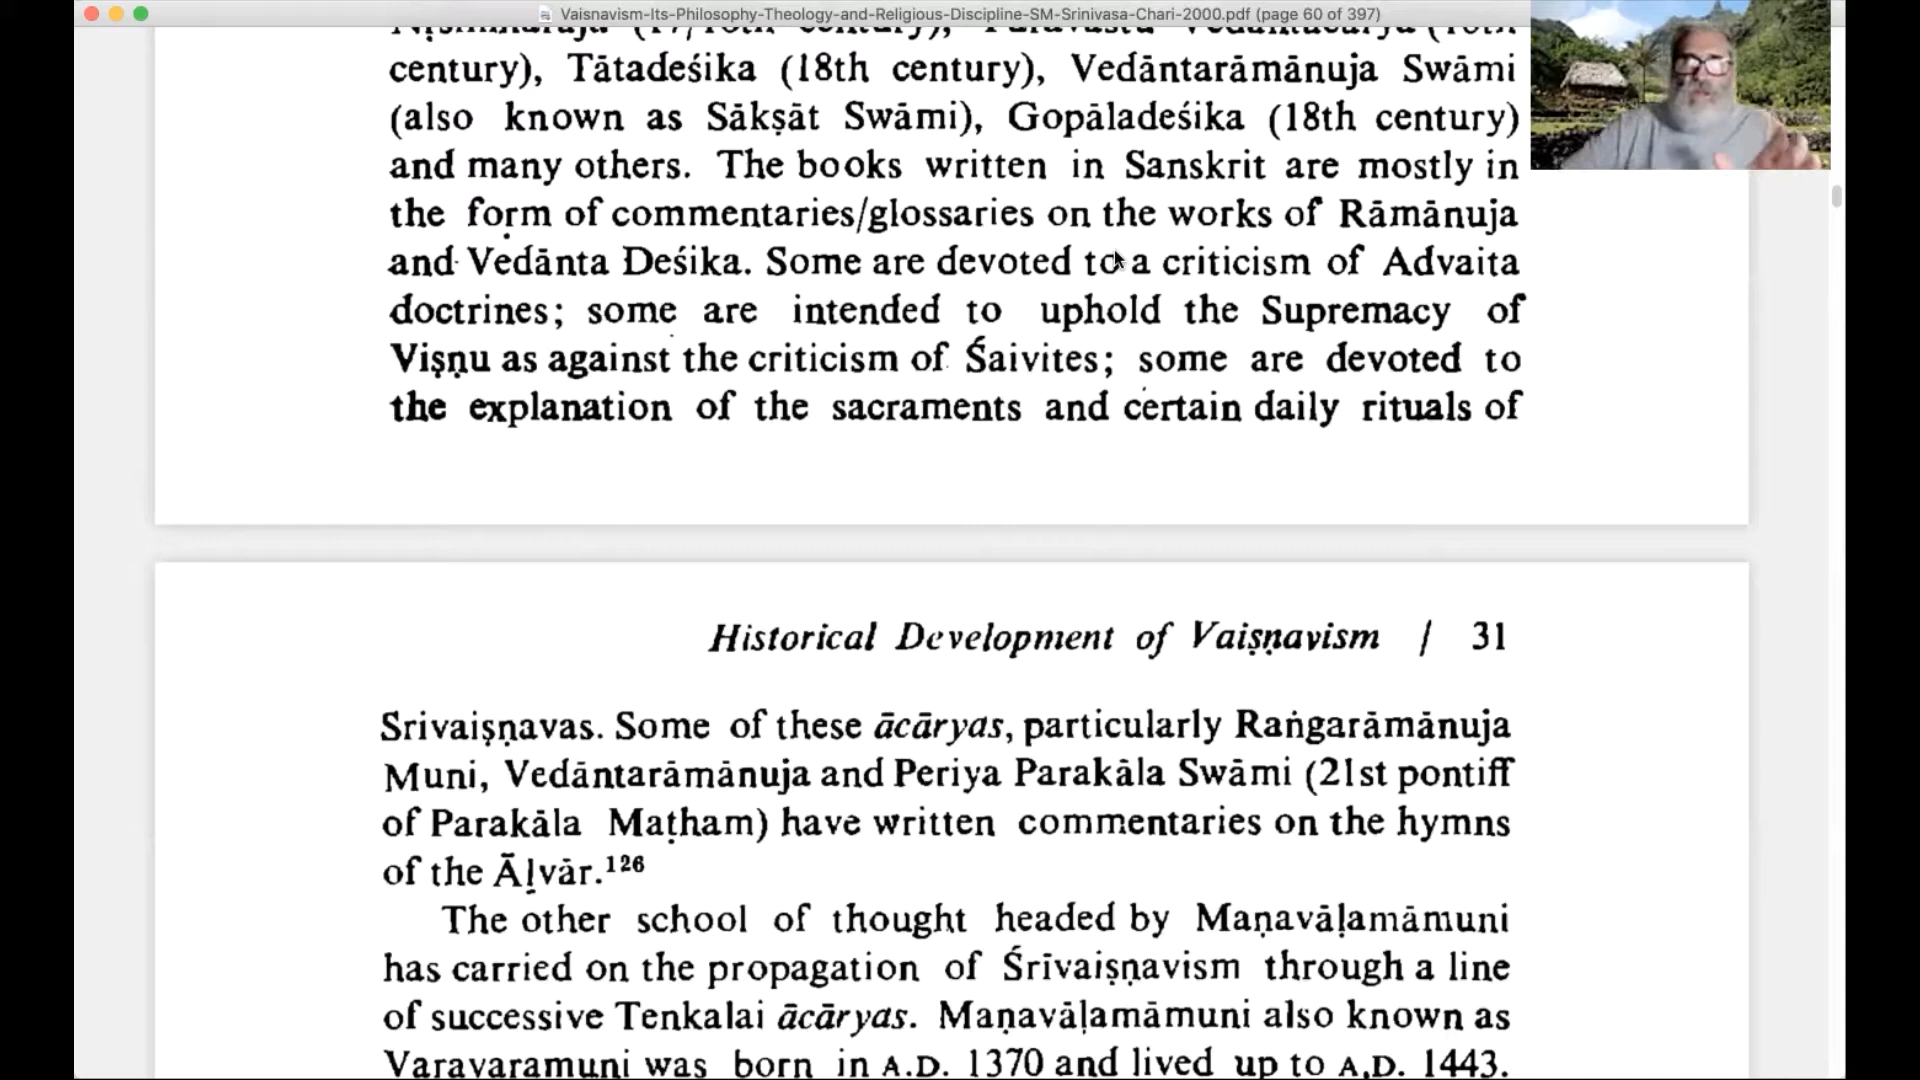 Vaisnavism-Its-Philosophy-Theology-and-Religious-Discipline-SM-Srinivasa-Chari-2000.pdf (page 60 of 397)
century), Tātadeśika (18th century), Vedāntarāmānuja Swāmi
(also known as Sākṣāt Swāmi), Gopāladeśika (18th century)
and many others. The books written in Sanskrit are mostly in
the form of commentaries/glossaries on the works of Rāmānuja
and Vedānta Deśika. Some are devoted to a criticism of Advaita
doctrines; some are intended to uphold the Supremacy of
Viṣṇu as against the criticism of Śaivites; some are devoted to
the explanation of the sacraments and certain daily rituals of
Historical Development of Vaiṣṇavism / 31
Srivaiṣṇavas. Some of these ācāryas, particularly Raṅgarāmānuja
Muni, Vedāntarāmānuja and Periya Parakāla Swāmi (21st pontiff
of Parakāla Maṭham) have written commentaries on the hymns
of the Āḻvār.¹²⁶
The other school of thought headed by Maṇavāḷamāmuni
has carried on the propagation of Śrīvaiṣṇavism through a line
of successive Tenkalai ācāryas. Maṇavāḷamāmuni also known as
Varavaramuni was born in A.D. 1370 and lived up to A.D. 1443.